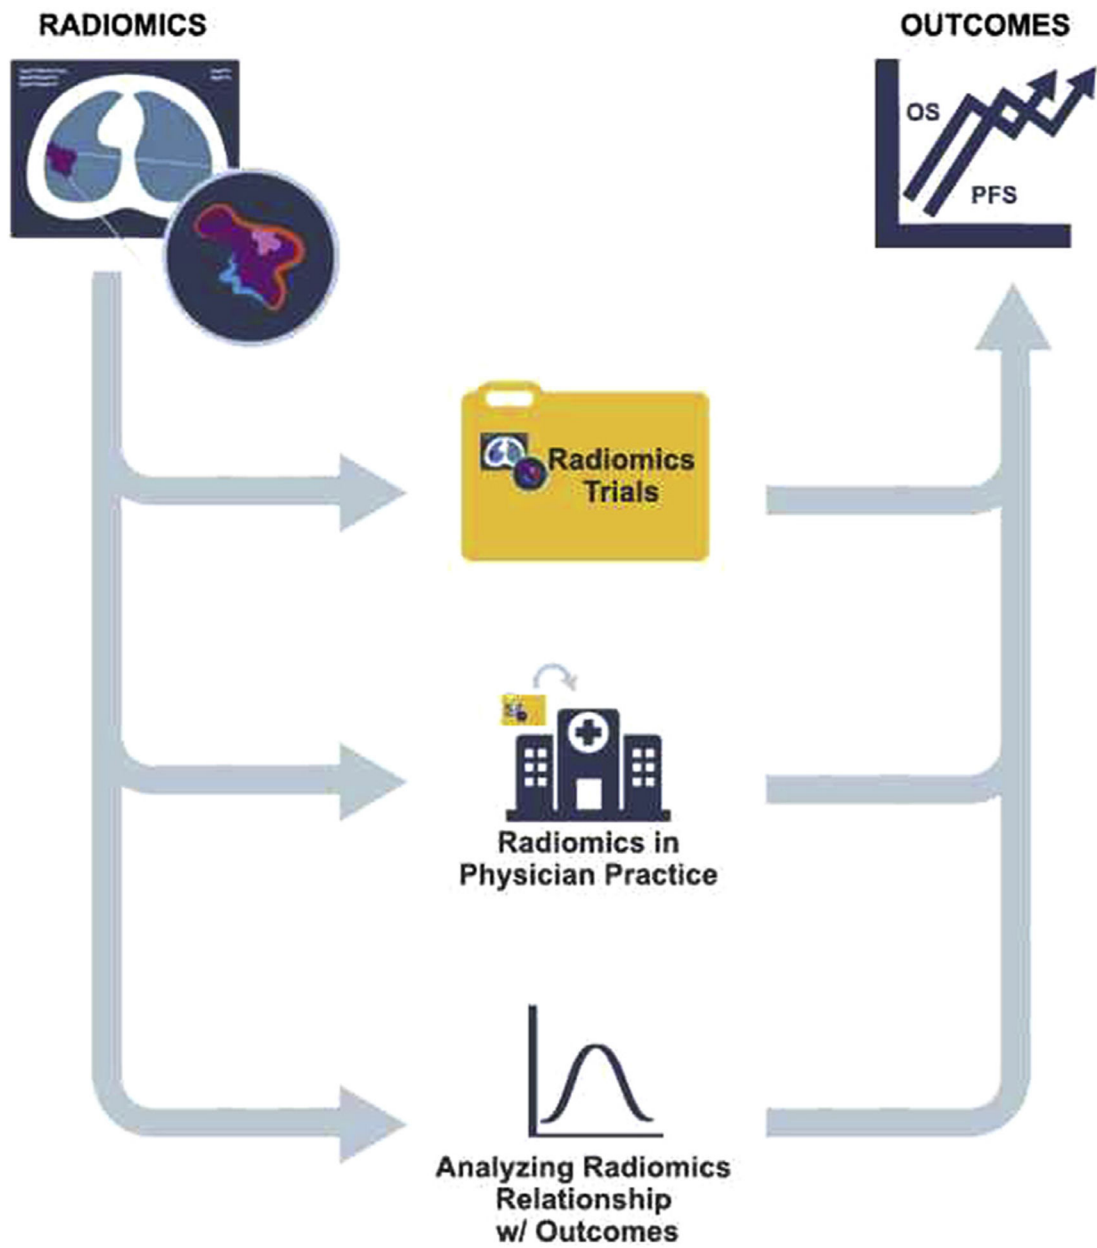 RADIOMICS
OUTCOMES
OS
PFS
Radiomics
Trials
Radiomics in
Physician Practice
Analyzing Radiomics
Relationship
w/ Outcomes